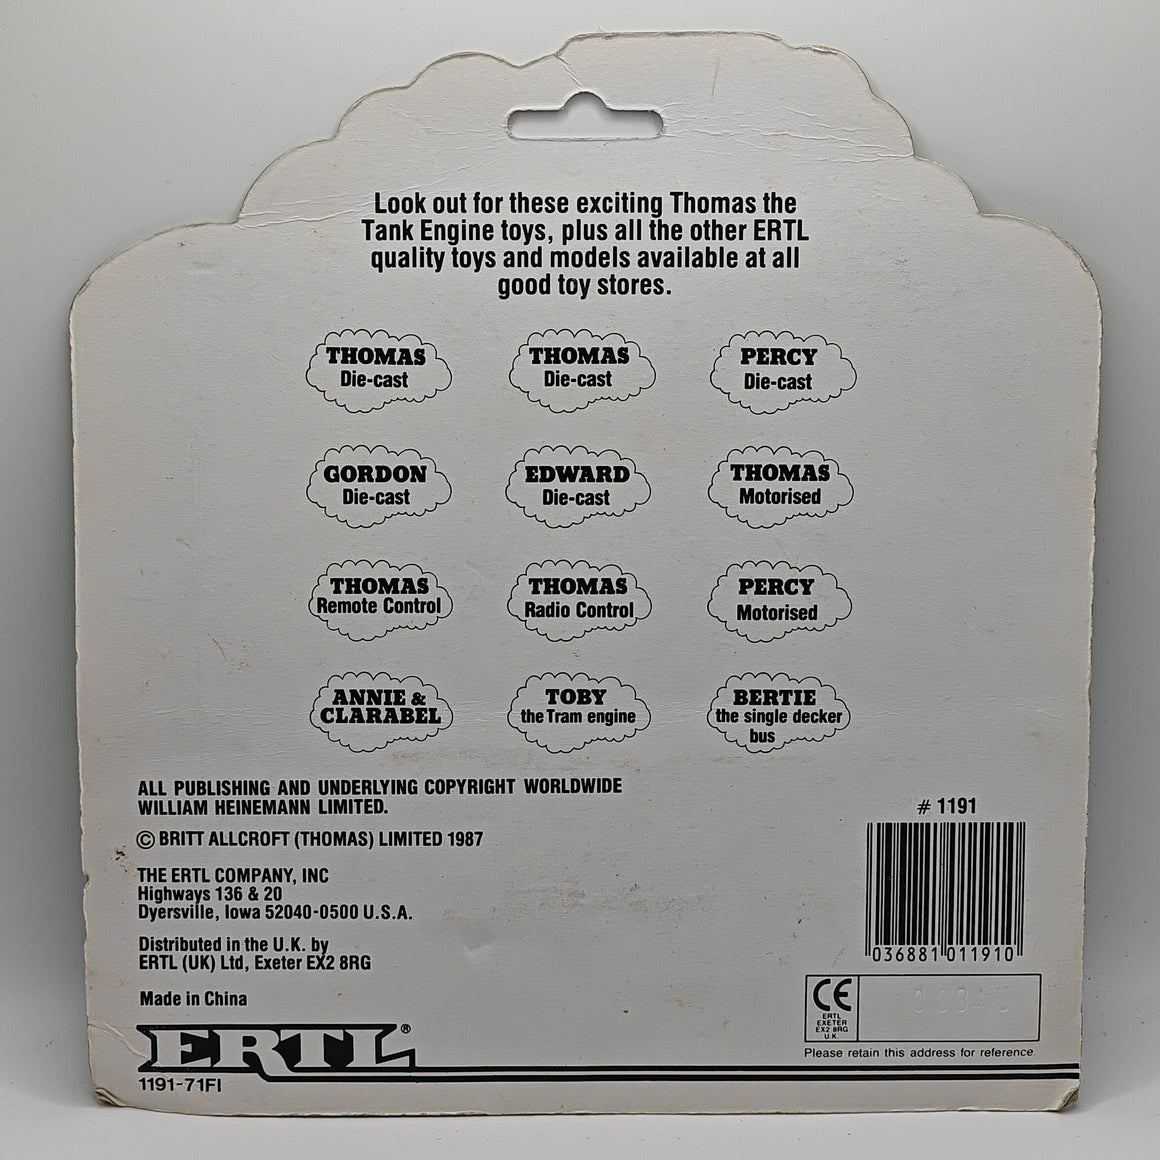 Look out for these exciting Thomas the
Tank Engine toys, plus all the other ERTL
quality toys and models available at all
good toy stores.
THOMAS
Die-cast
THOMAS
Die-cast
PERCY
Die-cast
GORDON
Die-cast
EDWARD
Die-cast
THOMAS
Motorised
THOMAS
Remote Control
THOMAS
Radio Control
PERCY
Motorised
ANNIE &
CLARABEL
TOBY
the Tram engine
BERTIE
the single decker
bus
ALL PUBLISHING AND UNDERLYING COPYRIGHT WORLDWIDE
WILLIAM HEINEMANN LIMITED.
© BRITT ALLCROFT (THOMAS) LIMITED 1987
THE ERTL COMPANY, INC
Highways 136 & 20
Dyersville, Iowa 52040-0500 U.S.A.
Distributed in the U.K. by
ERTL (UK) Ltd, Exeter EX2 8RG
Made in China
ERTL®
1191-71FI
# 1191
036881 011910
CE
ERTL
EXETER
EX2 8RG
U.K.
Please retain this address for reference.